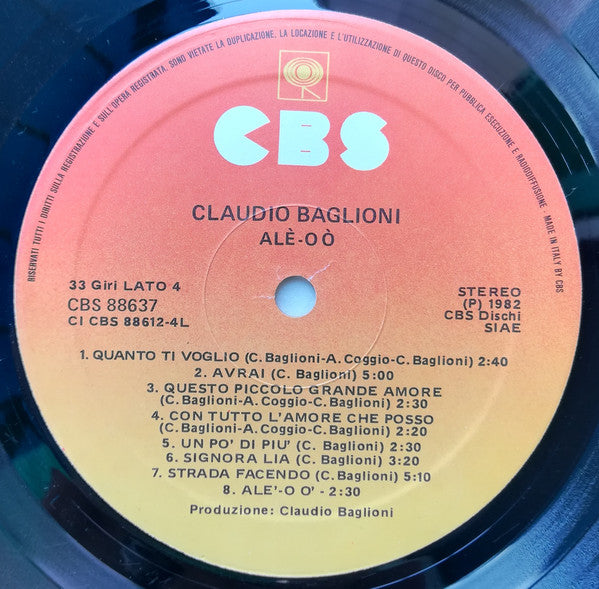 RISERVATI TUTTI I DIRITTI SULLA REGISTRAZIONE E SULL'OPERA REGISTRATA. SONO VIETATE LA DUPLICAZIONE, LA LOCAZIONE E L'UTILIZZAZIONE DI QUESTO DISCO PER PUBBLICA ESECUZIONE E RADIODIFFUSIONE - MADE IN ITALY BY CBS
CBS
CLAUDIO BAGLIONI
ALÈ-O Ò
33 Giri LATO 4
CBS 88637
CI CBS 88612-4L
STEREO
(P) 1982
CBS Dischi
SIAE
1. QUANTO TI VOGLIO (C. Baglioni-A. Coggio-C. Baglioni) 2:40
2. AVRAI (C. Baglioni) 5:00
3. QUESTO PICCOLO GRANDE AMORE
(C. Baglioni-A. Coggio-C. Baglioni) 2:30
4. CON TUTTO L'AMORE CHE POSSO
(C. Baglioni-A. Coggio-C. Baglioni) 2:20
5. UN PO' DI PIU' (C. Baglioni) 2:30
6. SIGNORA LIA (C. Baglioni) 3:20
7. STRADA FACENDO (C. Baglioni) 5:10
8. ALE'-O O' - 2:30
Produzione: Claudio Baglioni